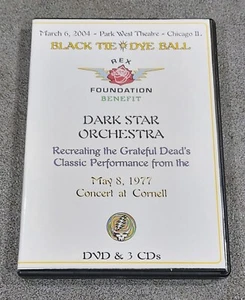 March 6, 2004 - Park West Theatre - Chicago Il.
BLACK TIE DYE BALL
REX
FOUNDATION
BENEFIT
DARK STAR
ORCHESTRA
Recreating the Grateful Dead's
Classic Performance from the
May 8, 1977
Concert at Cornell
DVD & 3 CDs